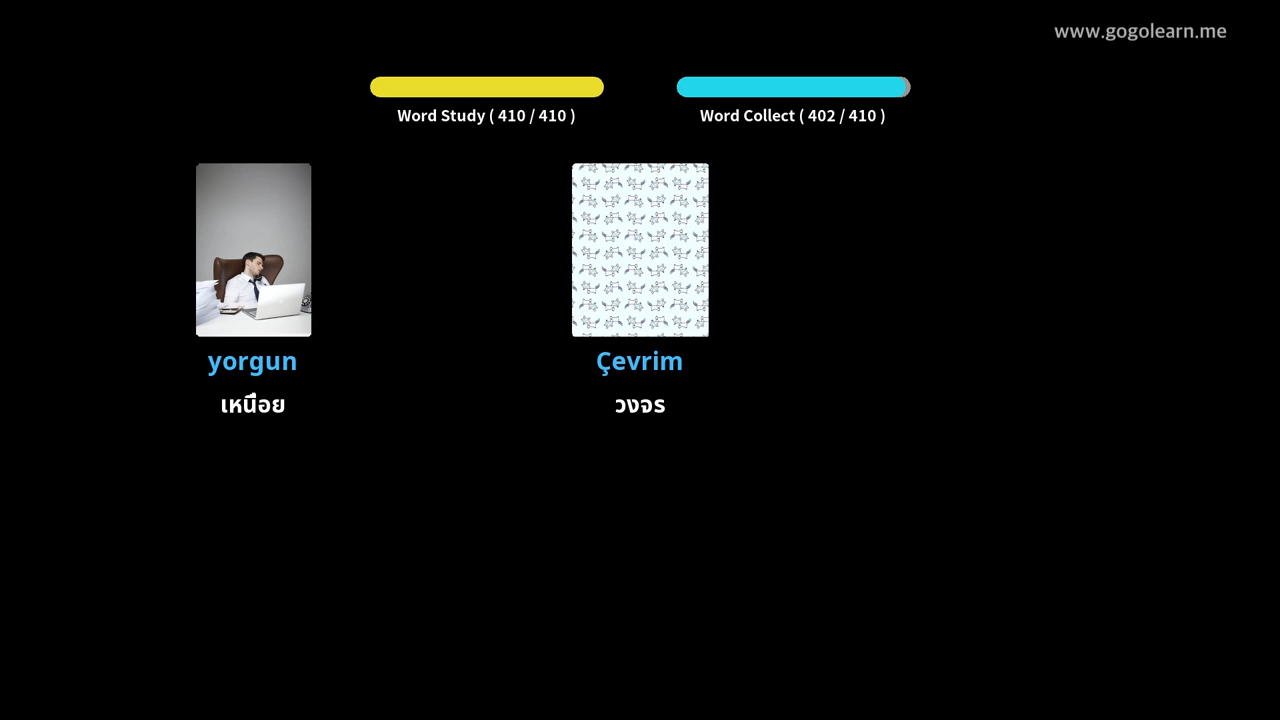 www.gogolearn.me
Word Study ( 410 / 410 )
Word Collect ( 402 / 410 )
yorgun
Çevrim
เหนื่อย
วงจร